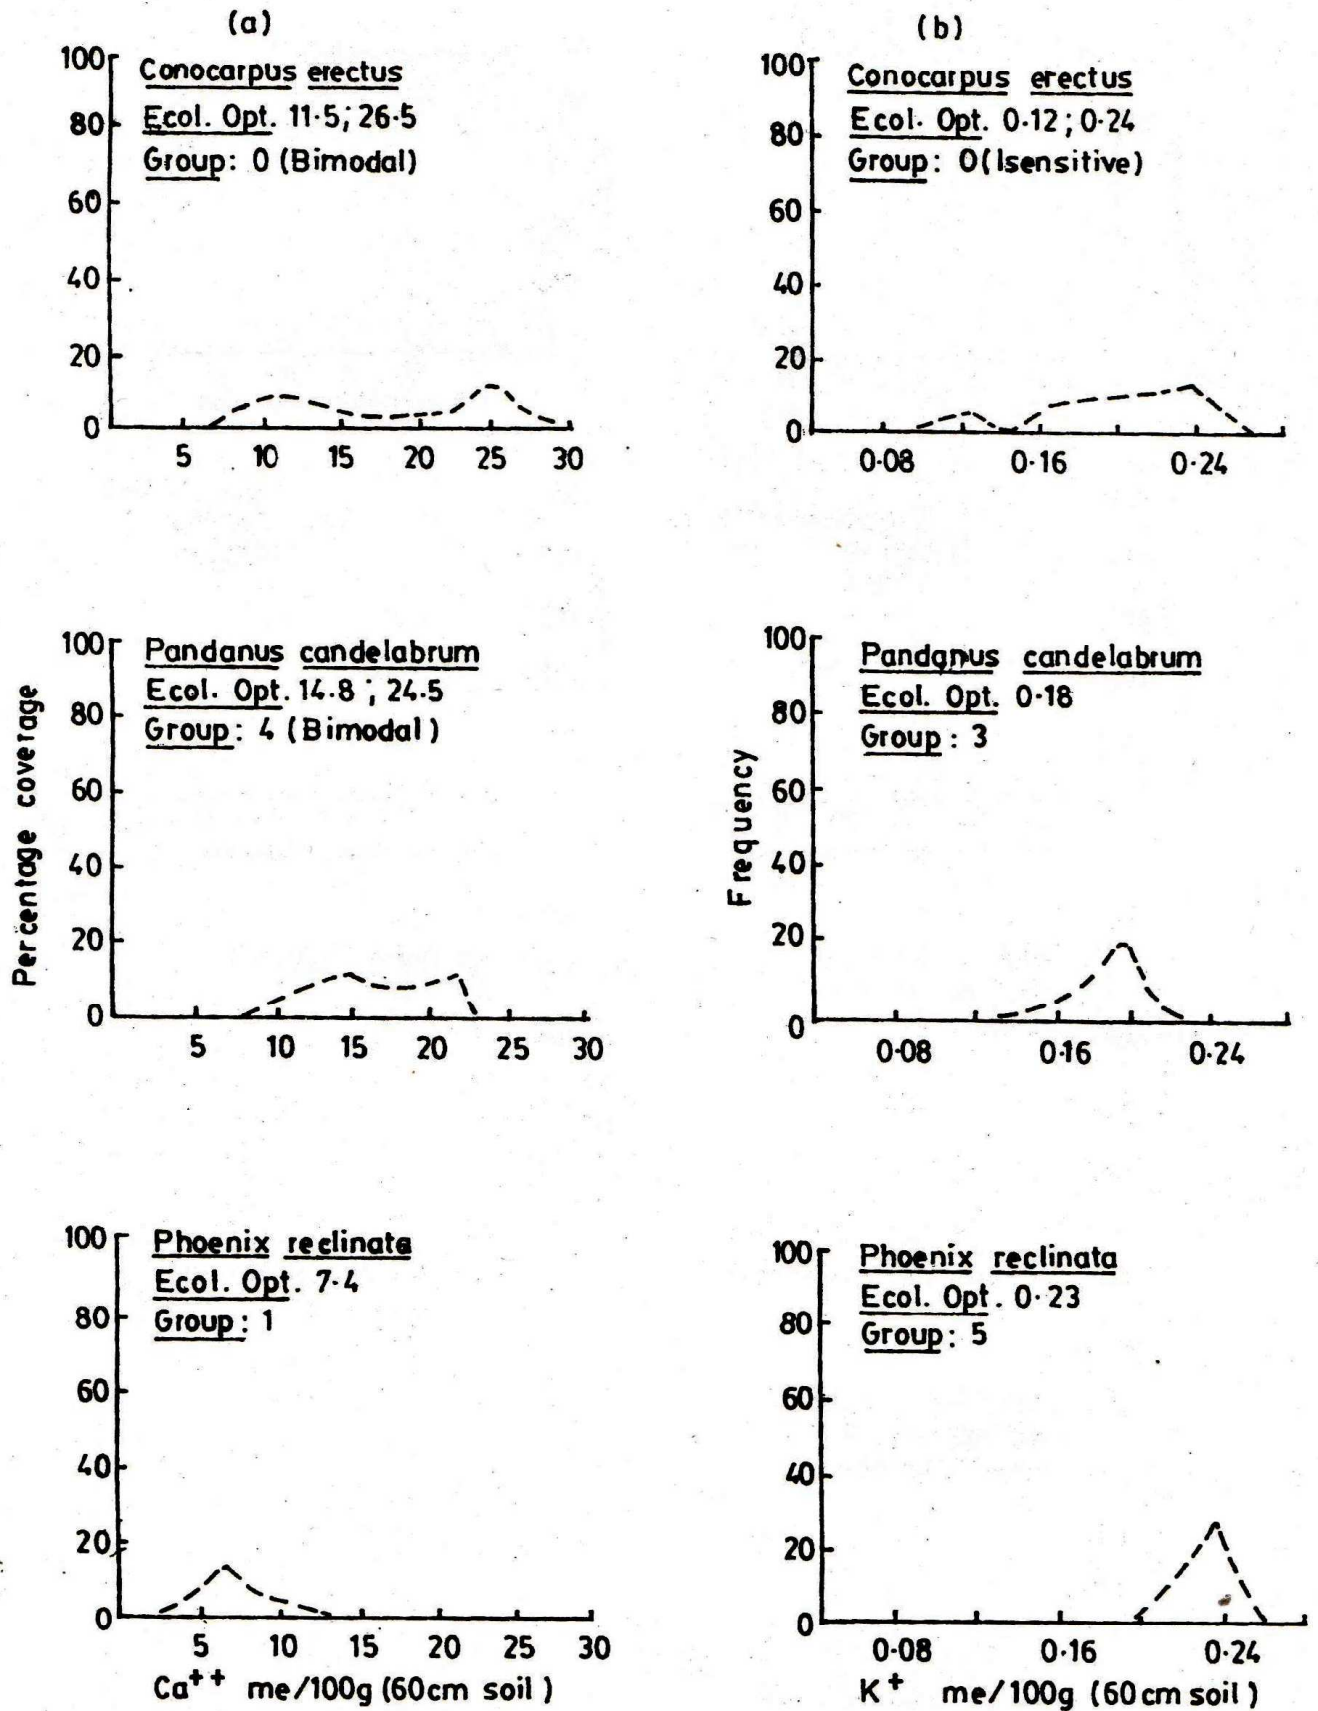 (a)
100
Conocarpus erectus
Ecol. Opt. 11·5; 26·5
80
Group: 0 (Bimodal)
60
40
20
0
5 10 15 20 25 30
(b)
100
Conocarpus erectus
Ecol. Opt. 0·12; 0·24
80
Group: 0 (Isensitive)
60
40
20
0
0·08 0·16 0·24
Percentage coverage
100
Pandanus candelabrum
Ecol. Opt. 14.8 ; 24.5
80
Group: 4 (Bimodal)
60
40
20
0
5 10 15 20 25 30
Frequency
100
Pandanus candelabrum
Ecol. Opt. 0·18
80
Group : 3
60
40
20
0
0·08 0·16 0·24
100
Phoenix reclinata
Ecol. Opt. 7·4
80
Group: 1
60
40
20
0
5 10 15 20 25 30
Ca++ me/100g (60cm soil)
100
Phoenix reclinata
Ecol. Opt. 0·23
80
Group: 5
60
40
20
0
0·08 0·16 0·24
K+ me/100g (60cm soil)